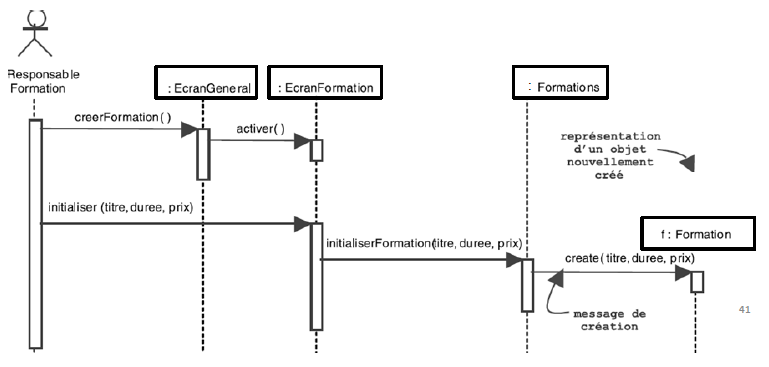 Responsable
Formation
: EcranGeneral
: EcranFormation
: Formations
creerFormation( )
activer( )
représentation
d'un objet
nouvellement
créé
initialiser (titre, duree, prix)
f : Formation
initialiserFormation(titre, duree, prix)
create( titre, duree, prix)
message de
création
41